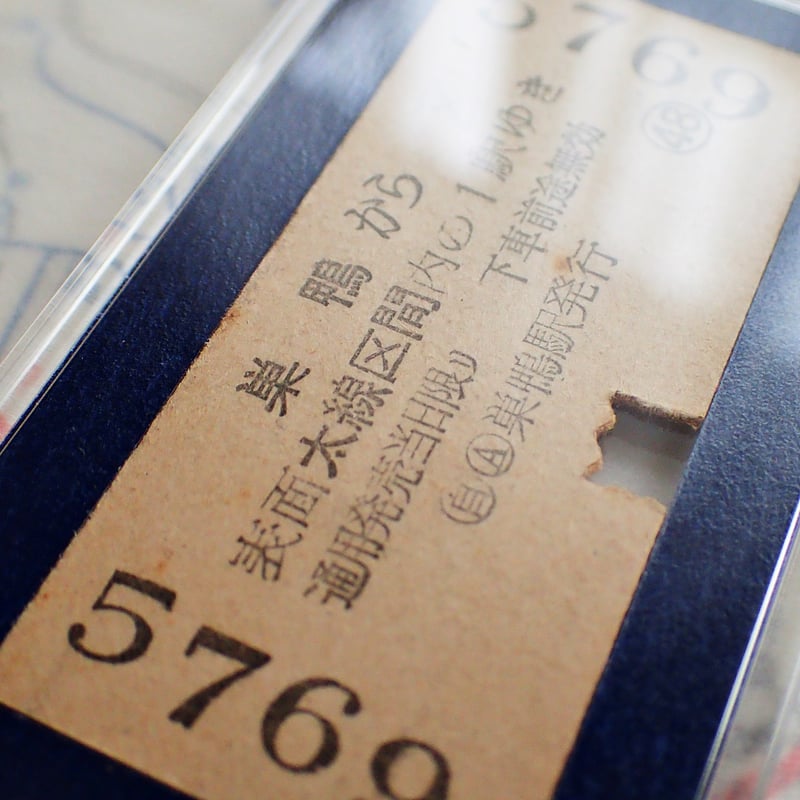 5769
㊽
巣鴨から
表面太線区間内の1駅ゆき
通用発売当日限り
下車前途無効
㊐Ⓐ巣鴨駅発行
5769